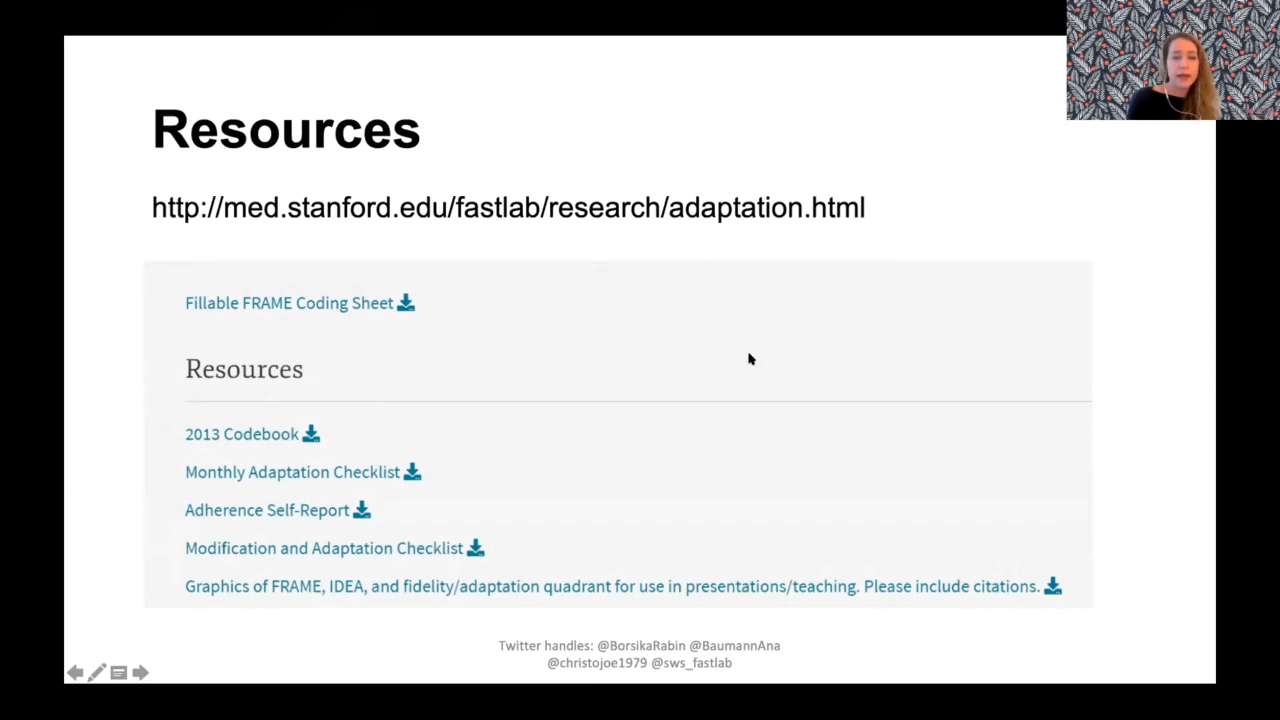 Resources
http://med.stanford.edu/fastlab/research/adaptation.html
Fillable FRAME Coding Sheet
Resources
2013 Codebook
Monthly Adaptation Checklist
Adherence Self-Report
Modification and Adaptation Checklist
Graphics of FRAME, IDEA, and fidelity/adaptation quadrant for use in presentations/teaching. Please include citations.
Twitter handles: @BorsikaRabin @BaumannAna
@christojoe1979 @sws_fastlab